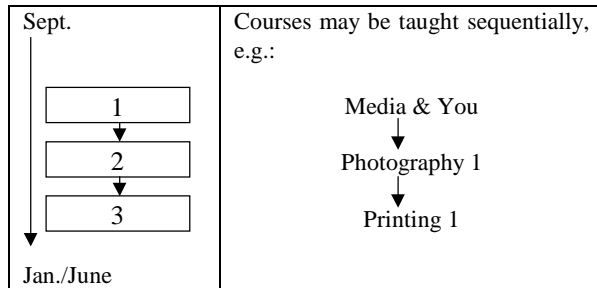 Sept.
1
2
3
Jan./June
Courses may be taught sequentially,
e.g.:
Media & You
Photography 1
Printing 1